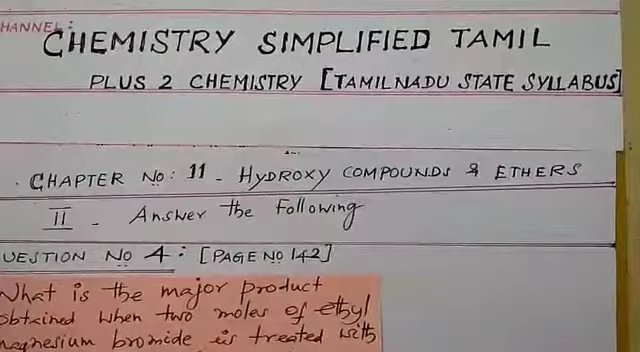 HANNEL:
CHEMISTRY SIMPLIFIED TAMIL
PLUS 2 CHEMISTRY [TAMILNADU STATE SYLLABUS]
CHAPTER NO: 11 - HYDROXY COMPOUNDS & ETHERS
II - Answer the Following
UESTION NO 4: [PAGE NO 142]
What is the major product
obtained when two moles of ethyl
magnesium bromide is treated with